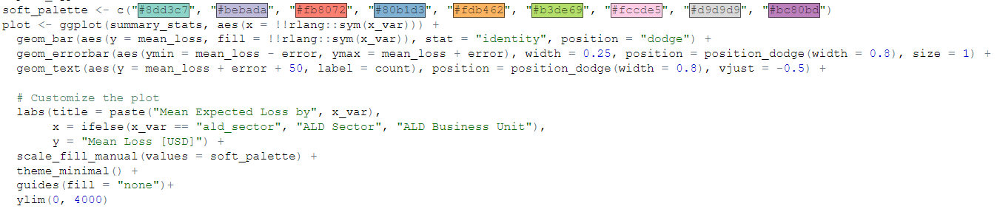 soft_palette <- c("#8dd3c7", "#bebada", "#fb8072", "#80b1d3", "#fdb462", "#b3de69", "#fccde5", "#d9d9d9", "#bc80bd")
plot <- ggplot(summary_stats, aes(x = !!rlang::sym(x_var))) +
  geom_bar(aes(y = mean_loss, fill = !!rlang::sym(x_var)), stat = "identity", position = "dodge") +
  geom_errorbar(aes(ymin = mean_loss - error, ymax = mean_loss + error), width = 0.25, position = position_dodge(width = 0.8), size = 1) +
  geom_text(aes(y = mean_loss + error + 50, label = count), position = position_dodge(width = 0.8), vjust = -0.5) +

  # Customize the plot
  labs(title = paste("Mean Expected Loss by", x_var),
       x = ifelse(x_var == "ald_sector", "ALD Sector", "ALD Business Unit"),
       y = "Mean Loss [USD]") +
  scale_fill_manual(values = soft_palette) +
  theme_minimal() +
  guides(fill = "none")+
  ylim(0, 4000)